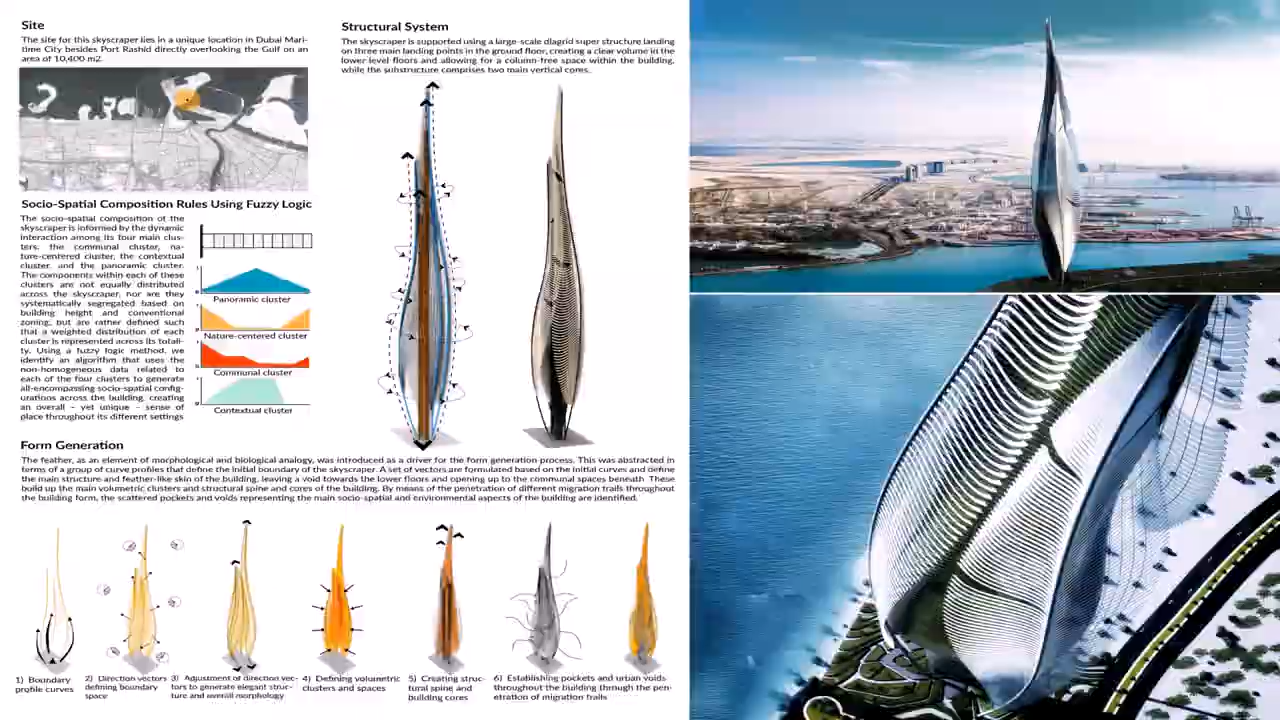 Site
The site for this skyscraper lies in a unique location in Dubai Mari-
time City besides Port Rashid directly overlooking the Gulf on an
area of 10,400 m2.
Structural System
The skyscraper is supported using a large-scale diagrid super structure landing
on three main landing points in the ground floor, creating a clear volume in the
lower level floors and allowing for a column-free space within the building,
while the substructure comprises two main vertical cores.
Socio-Spatial Composition Rules Using Fuzzy Logic
The socio-spatial composition of the
skyscraper is informed by the dynamic
interaction among its four main clus-
ters: the communal cluster, na-
ture-centered cluster, the contextual
cluster, and the panoramic cluster.
The components within each of these
clusters are not equally distributed
across the skyscraper, nor are they
systematically segregated based on
building height and conventional
zoning, but are rather defined such
that a weighted distribution of each
cluster is represented across its totali-
ty. Using a fuzzy logic method, we
identify an algorithm that uses the
non-homogeneous data related to
each of the four clusters to generate
all-encompassing socio-spatial config-
urations across the building, creating
an overall – yet unique – sense of
place throughout its different settings
Panoramic cluster
Nature-centered cluster
Communal cluster
Contextual cluster
Form Generation
The feather, as an element of morphological and biological analogy, was introduced as a driver for the form generation process. This was abstracted in
terms of a group of curve profiles that define the initial boundary of the skyscraper. A set of vectors are formulated based on the initial curves and define
the main structure and feather-like skin of the building, leaving a void towards the lower floors and opening up to the communal spaces beneath. These
build up the main volumetric clusters and structural spine and cores of the building. By means of the penetration of different migration trails throughout
the building form, the scattered pockets and voids representing the main socio-spatial and environmental aspects of the building are identified.
1) Boundary
profile curves
2) Direction vectors
defining boundary
space
3) Adjustment of direction vec-
tors to generate elegant struc-
ture and overall morphology
4) Defining volumetric
clusters and spaces
5) Creating struc-
tural spine and
building cores
6) Establishing pockets and urban voids
throughout the building through the pen-
etration of migration trails